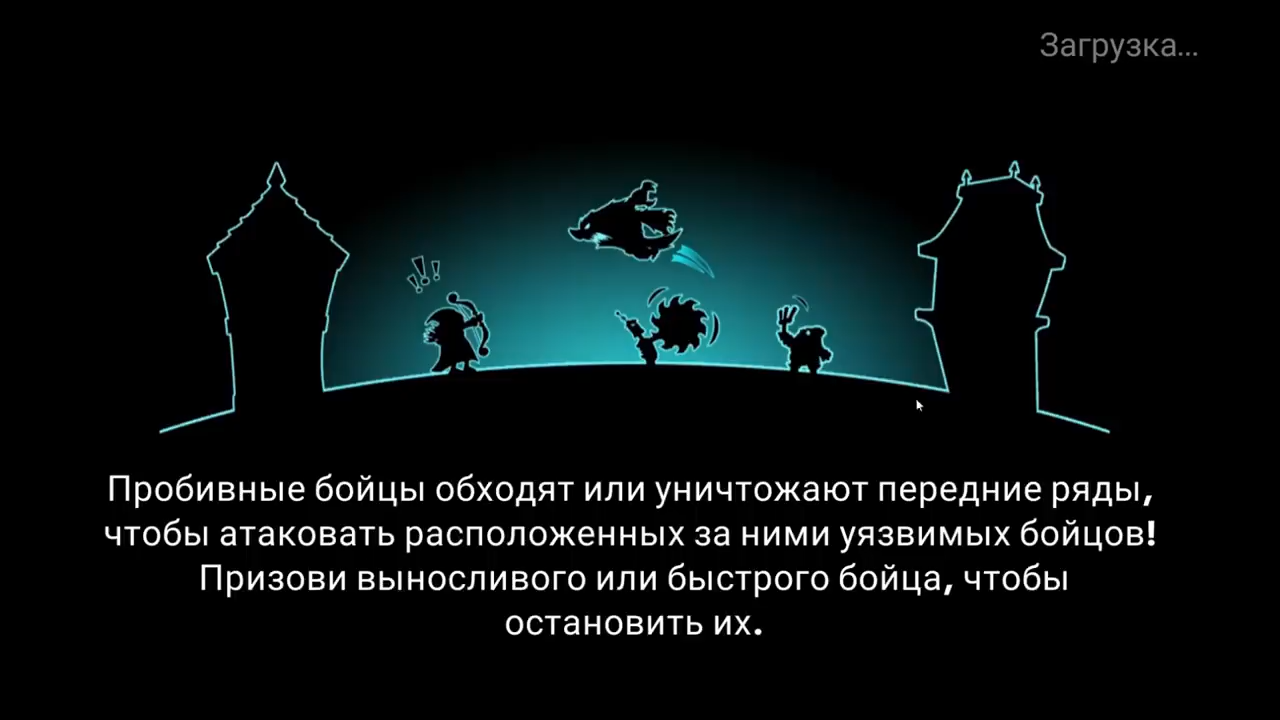 Загрузка...
Пробивные бойцы обходят или уничтожают передние ряды,
чтобы атаковать расположенных за ними уязвимых бойцов!
Призови выносливого или быстрого бойца, чтобы
остановить их.